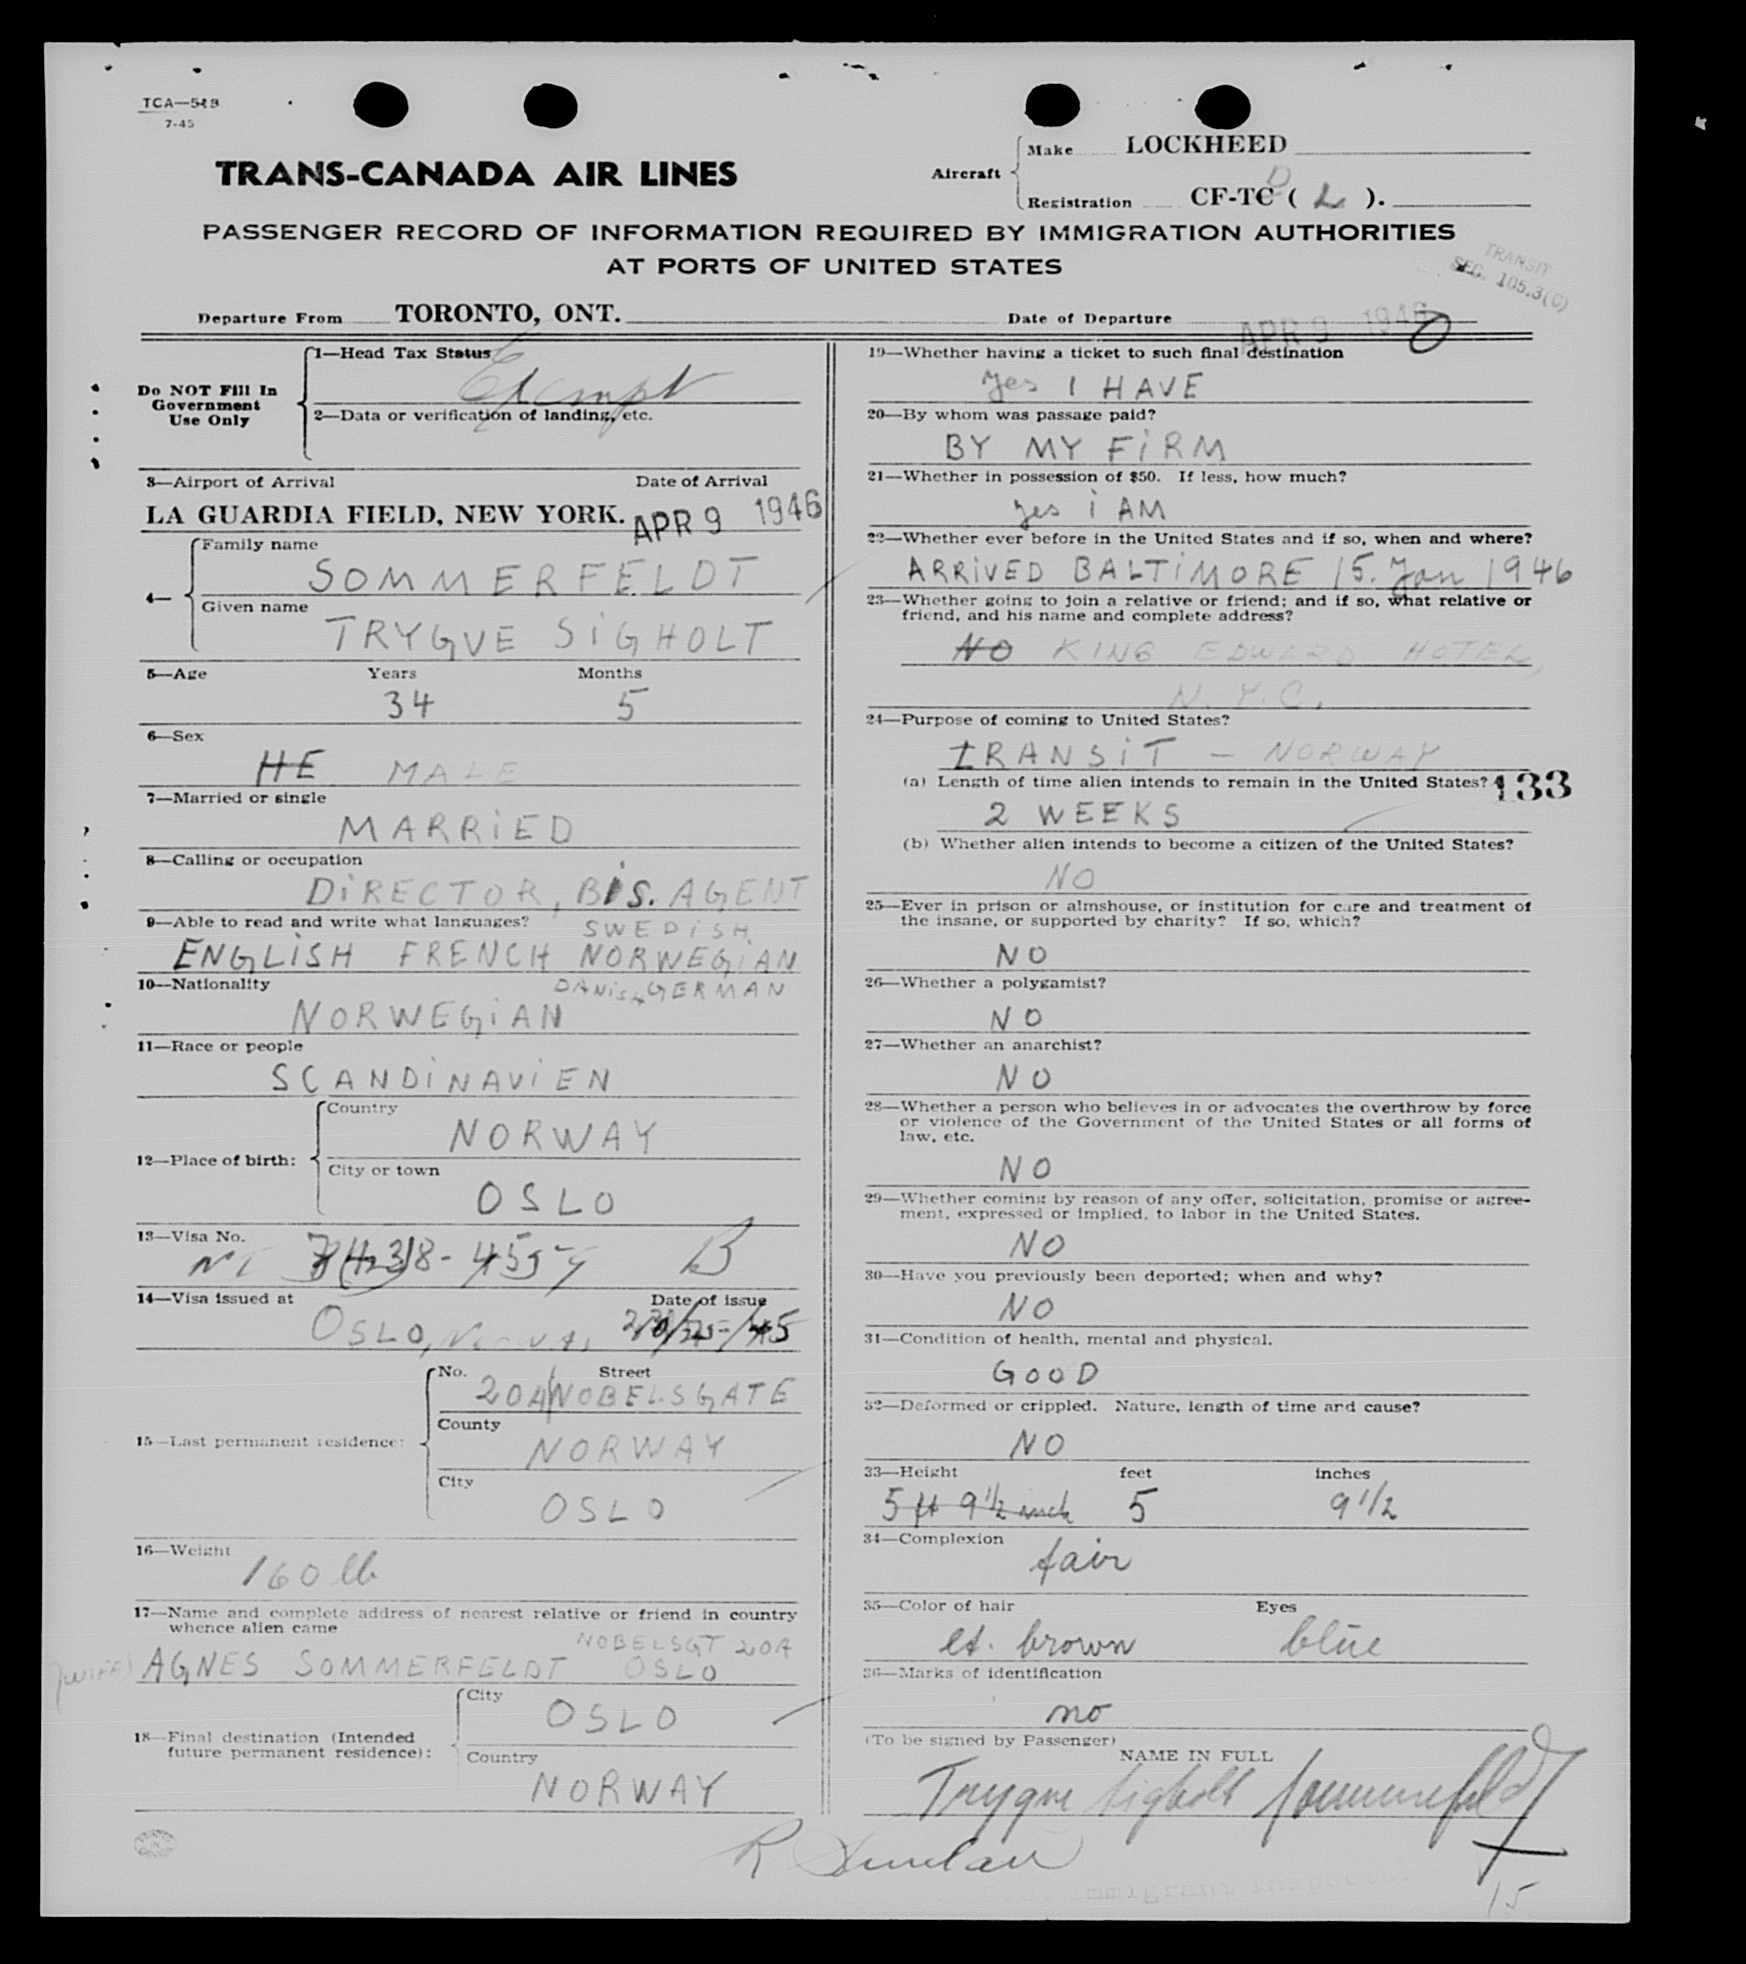 TCA—518
7-45
TRANS-CANADA AIR LINES
Aircraft
Make LOCKHEED
Registration CF-TC D ( L ).
PASSENGER RECORD OF INFORMATION REQUIRED BY IMMIGRATION AUTHORITIES
AT PORTS OF UNITED STATES
TRANSIT
SEC. 105.3(C)
Departure From TORONTO, ONT.
Date of Departure APR 9 1946
Do NOT Fill In
Government
Use Only
1—Head Tax Status
Exempt
2—Data or verification of landing, etc.
3—Airport of Arrival Date of Arrival
LA GUARDIA FIELD, NEW YORK. APR 9 1946
4—
Family name
SOMMERFELDT
Given name
TRYGVE SIGHOLT
5—Age Years Months
34 5
6—Sex
HE MALE
7—Married or single
MARRiED
8—Calling or occupation
DiRECTOR, BiS. AGENT
9—Able to read and write what languages?
SWEDiSH
ENGLiSH FRENCH NORWEGiAN
10—Nationality
DANiSH GERMAN
NORWEGiAN
11—Race or people
SCANDiNAViEN
12—Place of birth:
Country
NORWAY
City or town
OSLO
13—Visa No.
B
14—Visa issued at Date of issue
OSLO,
15—Last permanent residence:
No. Street
20A NOBELSGATE
County
NORWAY
City
OSLO
16—Weight
160 lb
17—Name and complete address of nearest relative or friend in country
whence alien came
NOBELSGT 20A
(WIFE) AGNES SOMMERFELDT OSLO
18—Final destination (Intended
future permanent residence):
City
OSLO
Country
NORWAY
19—Whether having a ticket to such final destination
yes I HAVE
20—By whom was passage paid?
BY MY FiRM
21—Whether in possession of $50. If less, how much?
yes i AM
22—Whether ever before in the United States and if so, when and where?
ARRiVED BALTiMORE 15. Jan 1946
23—Whether going to join a relative or friend; and if so, what relative or
friend, and his name and complete address?
NO KING EDWARD HOTEL,
N.Y.C.
24—Purpose of coming to United States?
TRANSiT – NORWAY
(a) Length of time alien intends to remain in the United States?
133
2 WEEKS
(b) Whether alien intends to become a citizen of the United States?
NO
25—Ever in prison or almshouse, or institution for care and treatment of
the insane, or supported by charity? If so, which?
NO
26—Whether a polygamist?
NO
27—Whether an anarchist?
NO
28—Whether a person who believes in or advocates the overthrow by force
or violence of the Government of the United States or all forms of
law, etc.
NO
29—Whether coming by reason of any offer, solicitation, promise or agree-
ment, expressed or implied, to labor in the United States.
NO
30—Have you previously been deported; when and why?
NO
31—Condition of health, mental and physical.
GOOD
32—Deformed or crippled. Nature, length of time and cause?
NO
33—Height feet inches
5 ft 9 1/2 inch 5 9 1/2
34—Complexion
fair
35—Color of hair Eyes
lt. brown blue
36—Marks of identification
no
(To be signed by Passenger)
NAME IN FULL
Trygve Sigholt Sommerfeldt
15